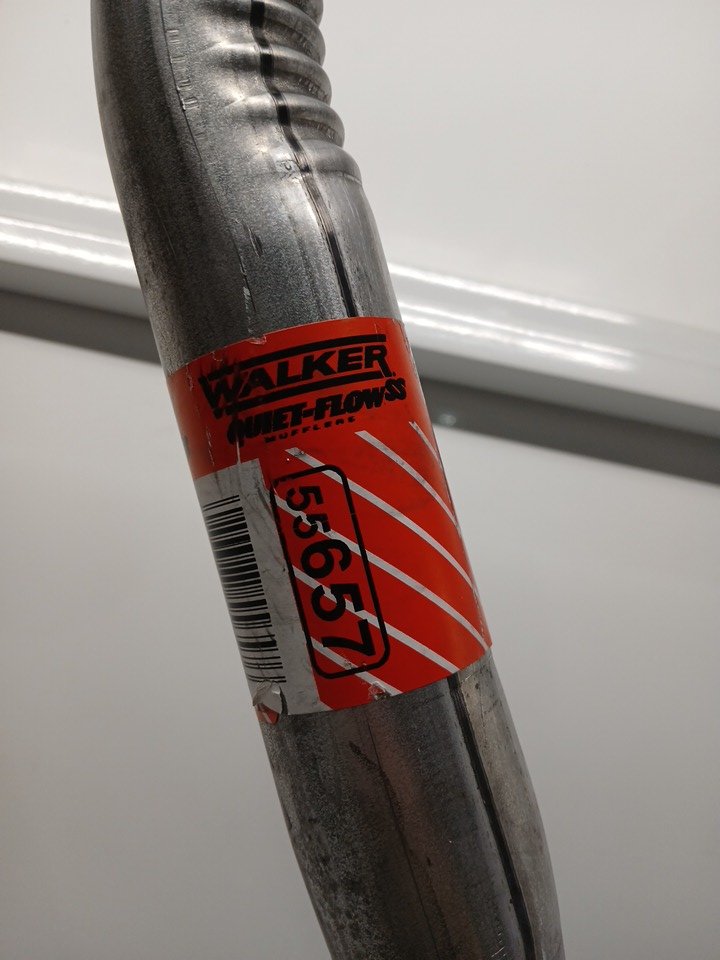 WALKER
QUIET-FLOW SS
MUFFLERS
55657